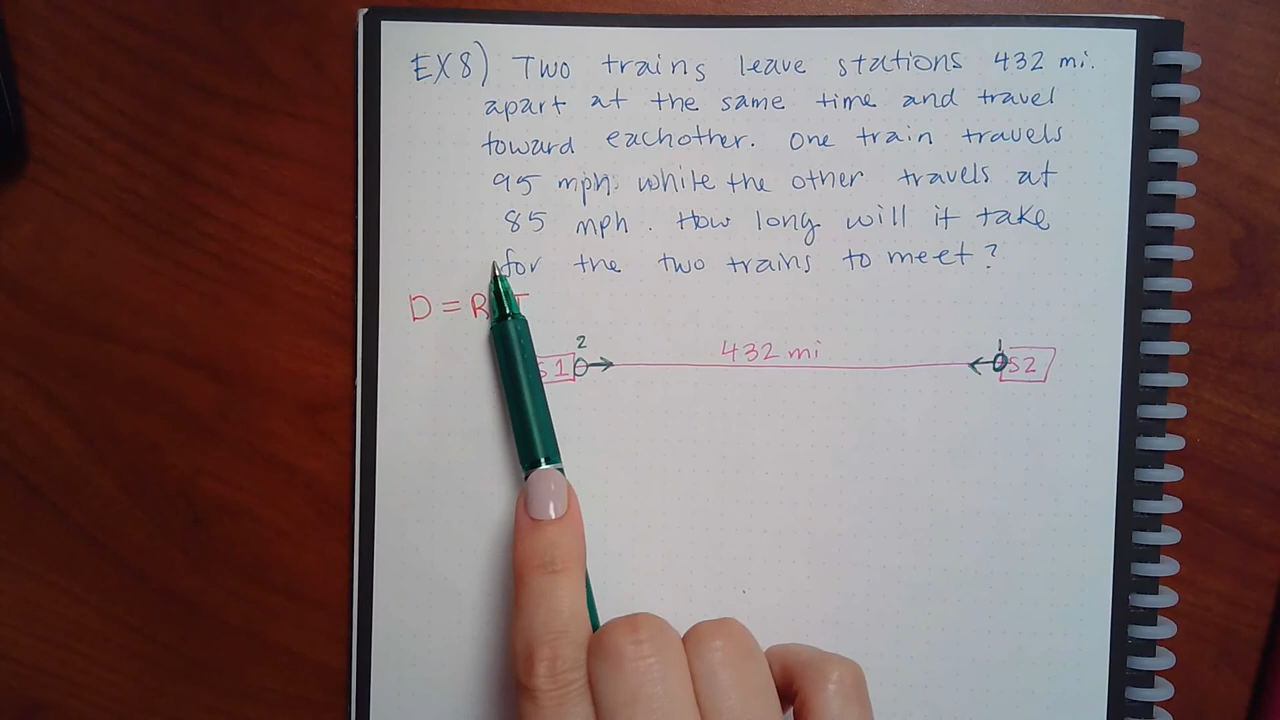 EX8) Two trains leave stations 432 mi.
apart at the same time and travel
toward eachother. One train travels
95 mph. while the other travels at
85 mph. How long will it take
for the two trains to meet?
D = R T
2
432 mi
1
S1
S2